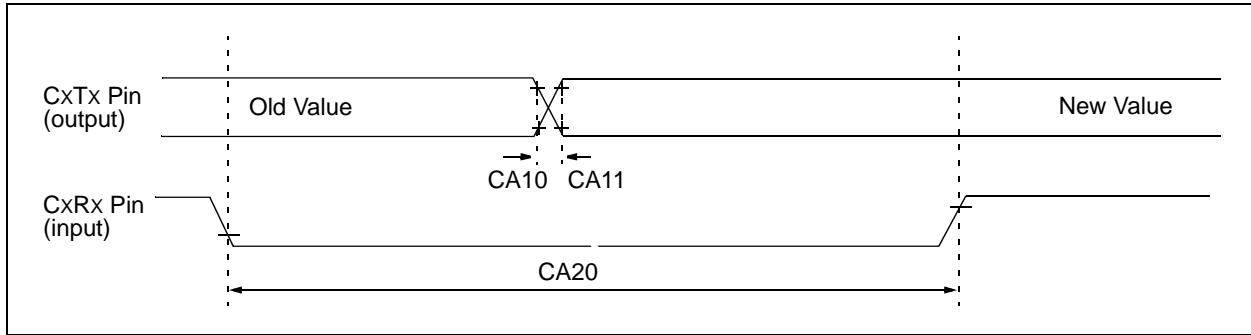 CxTx Pin
(output)
Old Value
New Value
CA10 CA11
CxRx Pin
(input)
CA20